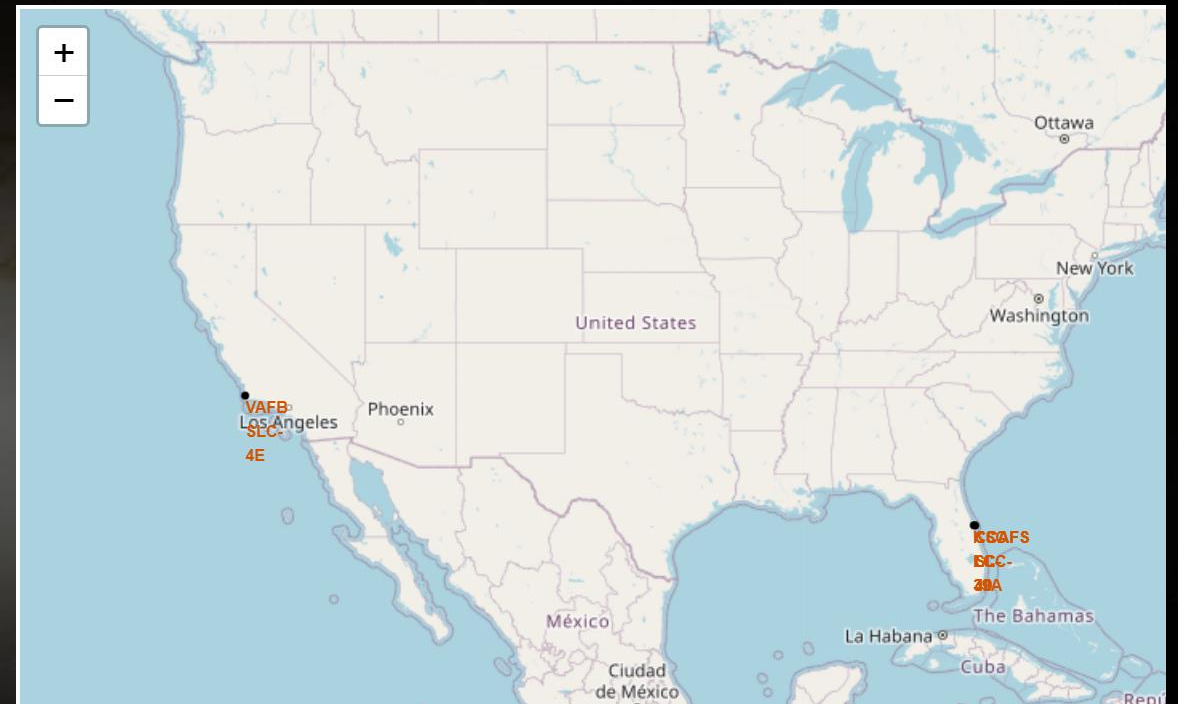 +
−
Ottawa
New York
Washington
United States
Phoenix
VAFB
Los Angeles
SLC-
4E
The Bahamas
México
La Habana
Cuba
Ciudad
de México